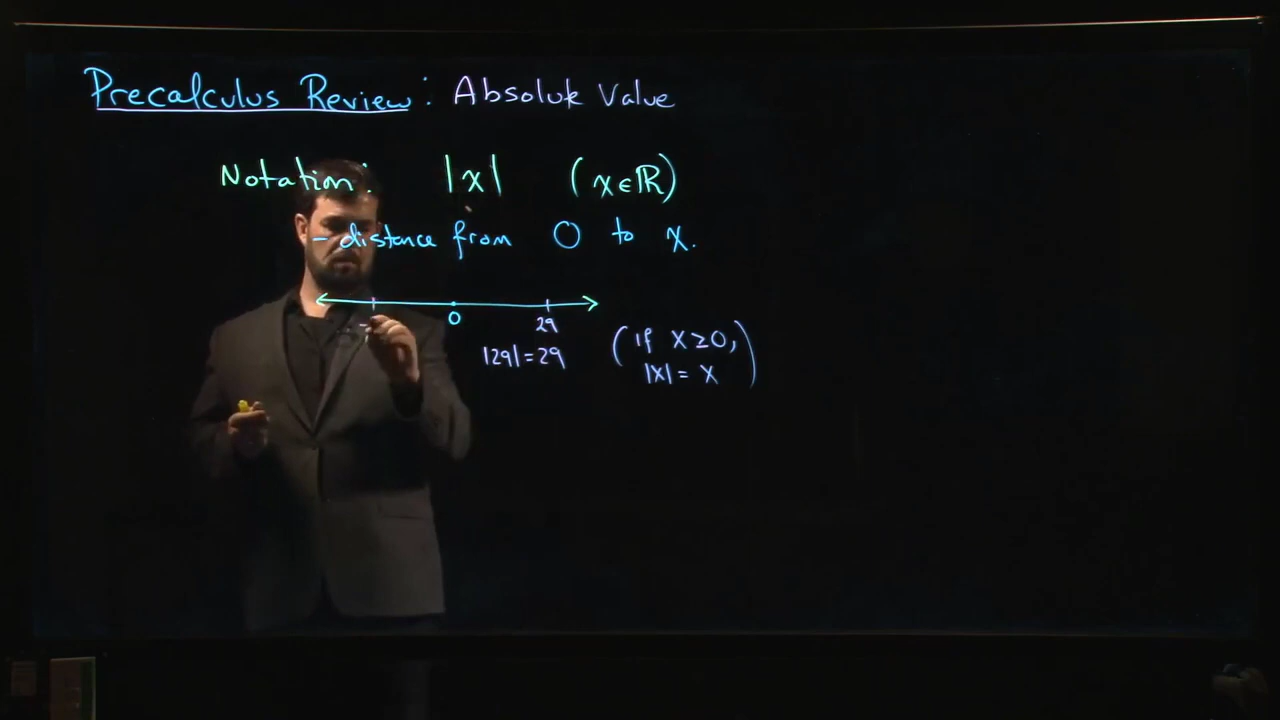 Precalculus Review: Absolute Value
Notation: |x| (x∈ℝ)
- distance from 0 to x.
0
29
|29| = 29
(if x ≥ 0,
|x| = x)